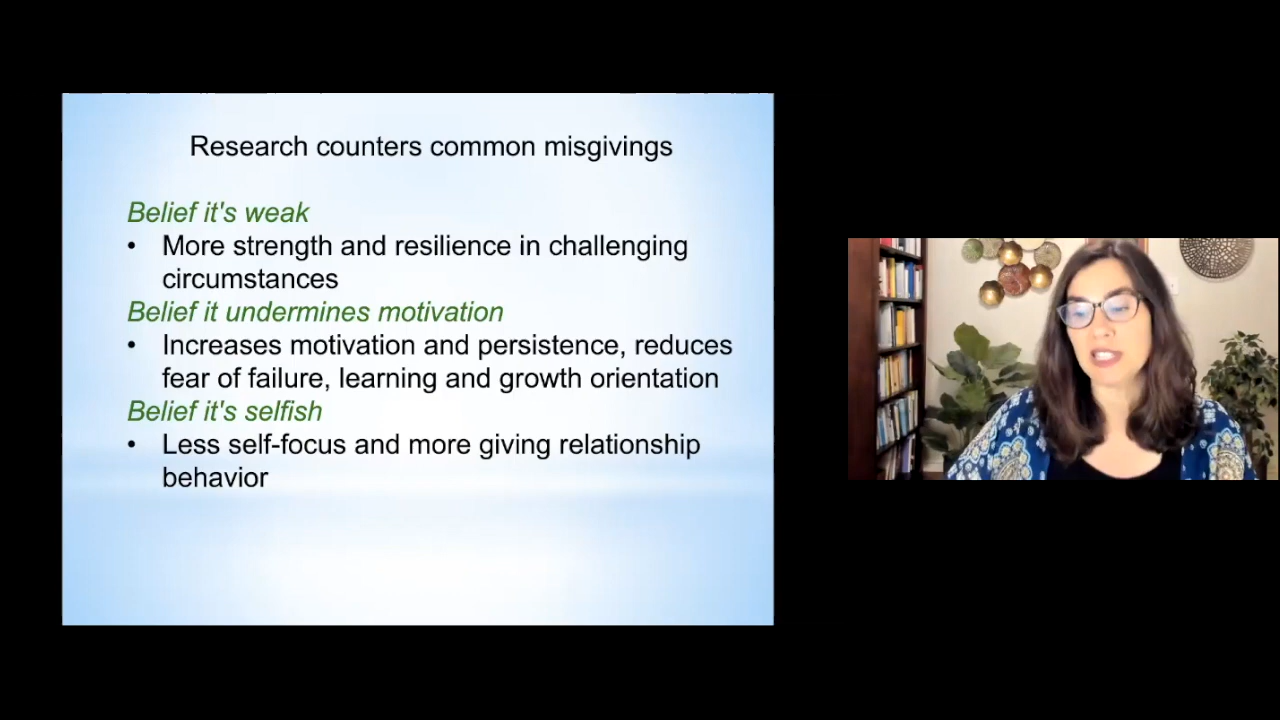 Research counters common misgivings
Belief it's weak
• More strength and resilience in challenging
circumstances
Belief it undermines motivation
• Increases motivation and persistence, reduces
fear of failure, learning and growth orientation
Belief it's selfish
• Less self-focus and more giving relationship
behavior